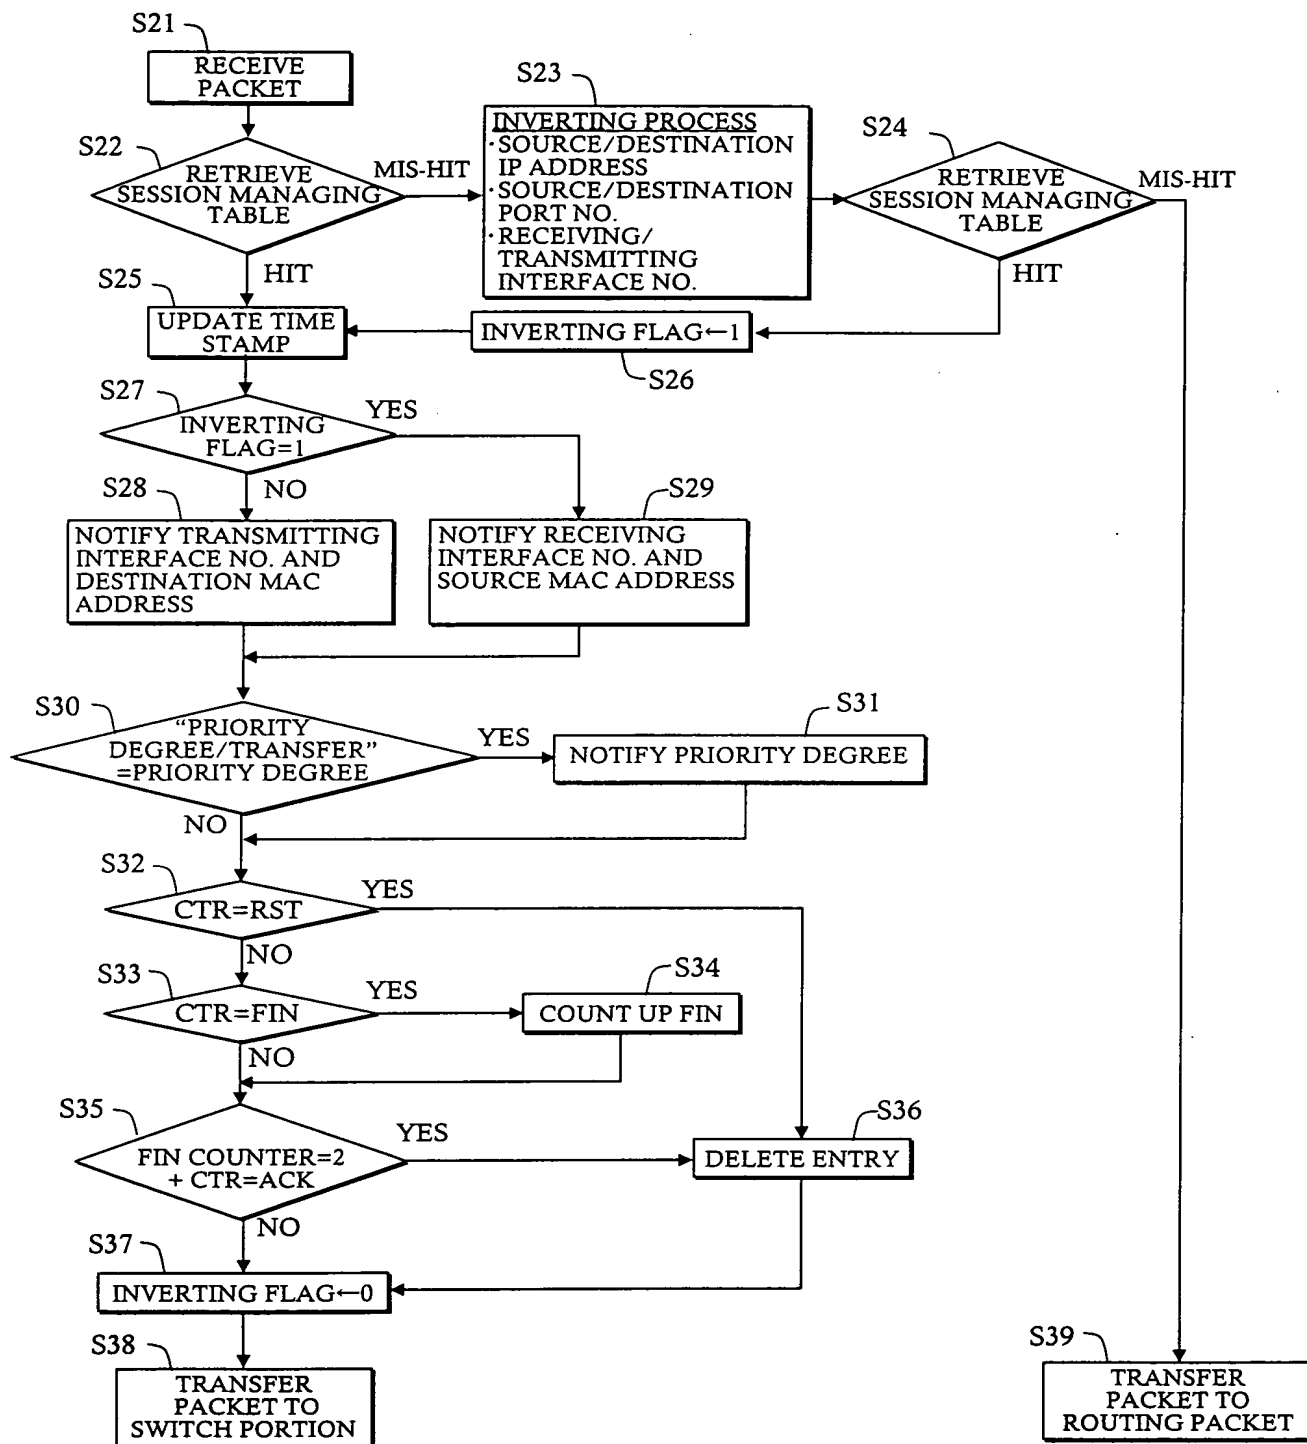 S21
RECEIVE
PACKET
S22
RETRIEVE
SESSION MANAGING
TABLE
MIS-HIT
HIT
S23
INVERTING PROCESS
·SOURCE/DESTINATION
IP ADDRESS
·SOURCE/DESTINATION
PORT NO.
·RECEIVING/
TRANSMITTING
INTERFACE NO.
S24
RETRIEVE
SESSION MANAGING
TABLE
MIS-HIT
HIT
S25
UPDATE TIME
STAMP
INVERTING FLAG←1
S26
S27
INVERTING
FLAG=1
YES
NO
S28
NOTIFY TRANSMITTING
INTERFACE NO. AND
DESTINATION MAC
ADDRESS
S29
NOTIFY RECEIVING
INTERFACE NO. AND
SOURCE MAC ADDRESS
S30
“PRIORITY
DEGREE/TRANSFER”
=PRIORITY DEGREE
YES
NO
S31
NOTIFY PRIORITY DEGREE
S32
CTR=RST
YES
NO
S33
CTR=FIN
YES
NO
S34
COUNT UP FIN
S35
FIN COUNTER=2
+ CTR=ACK
YES
NO
S36
DELETE ENTRY
S37
INVERTING FLAG←0
S38
TRANSFER
PACKET TO
SWITCH PORTION
S39
TRANSFER
PACKET TO
ROUTING PACKET